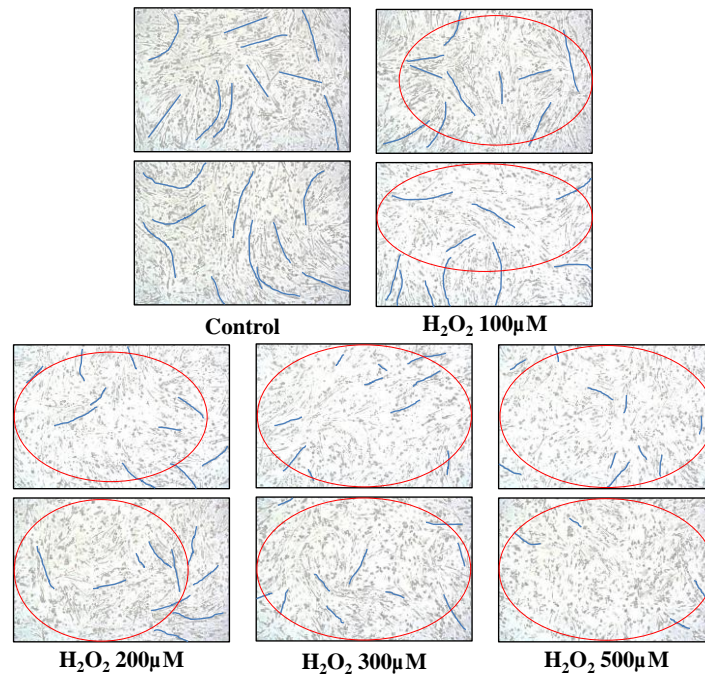 Control
H₂O₂ 100µM
H₂O₂ 200µM
H₂O₂ 300µM
H₂O₂ 500µM